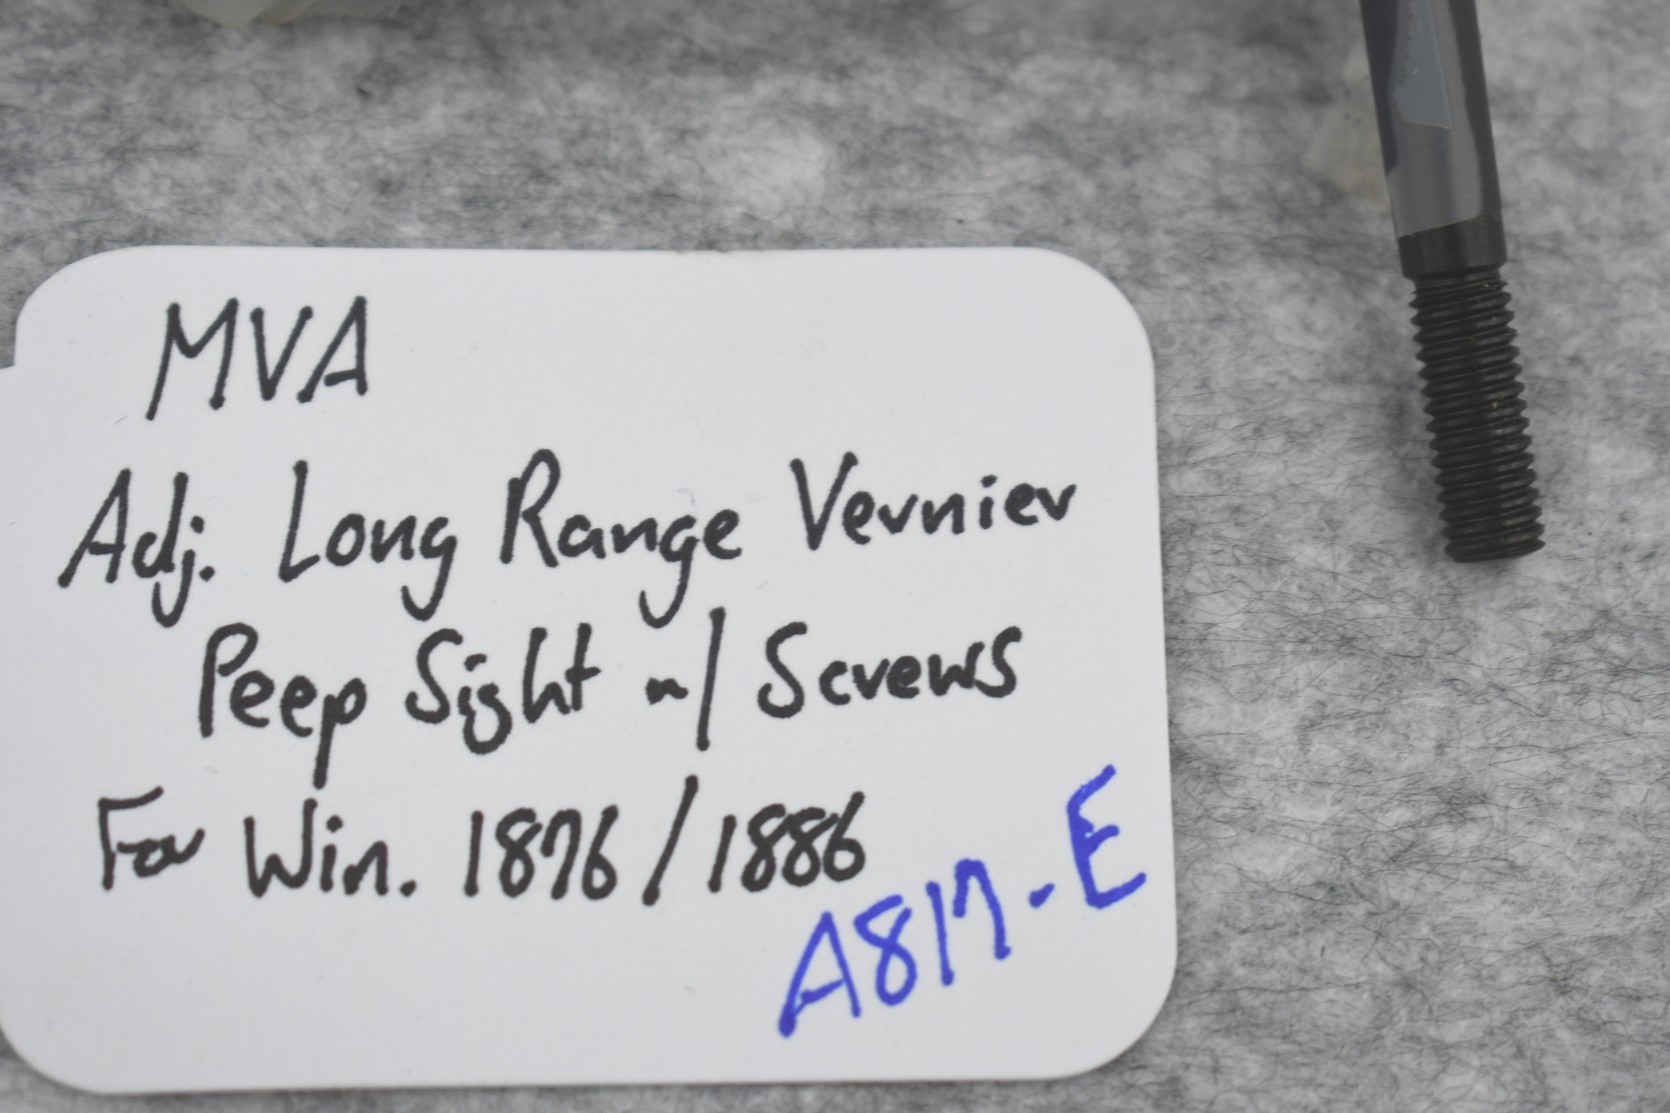 MVA
Adj. Long Range Vernier
Peep Sight w/ Screws
For Win. 1876/1886
A817-E